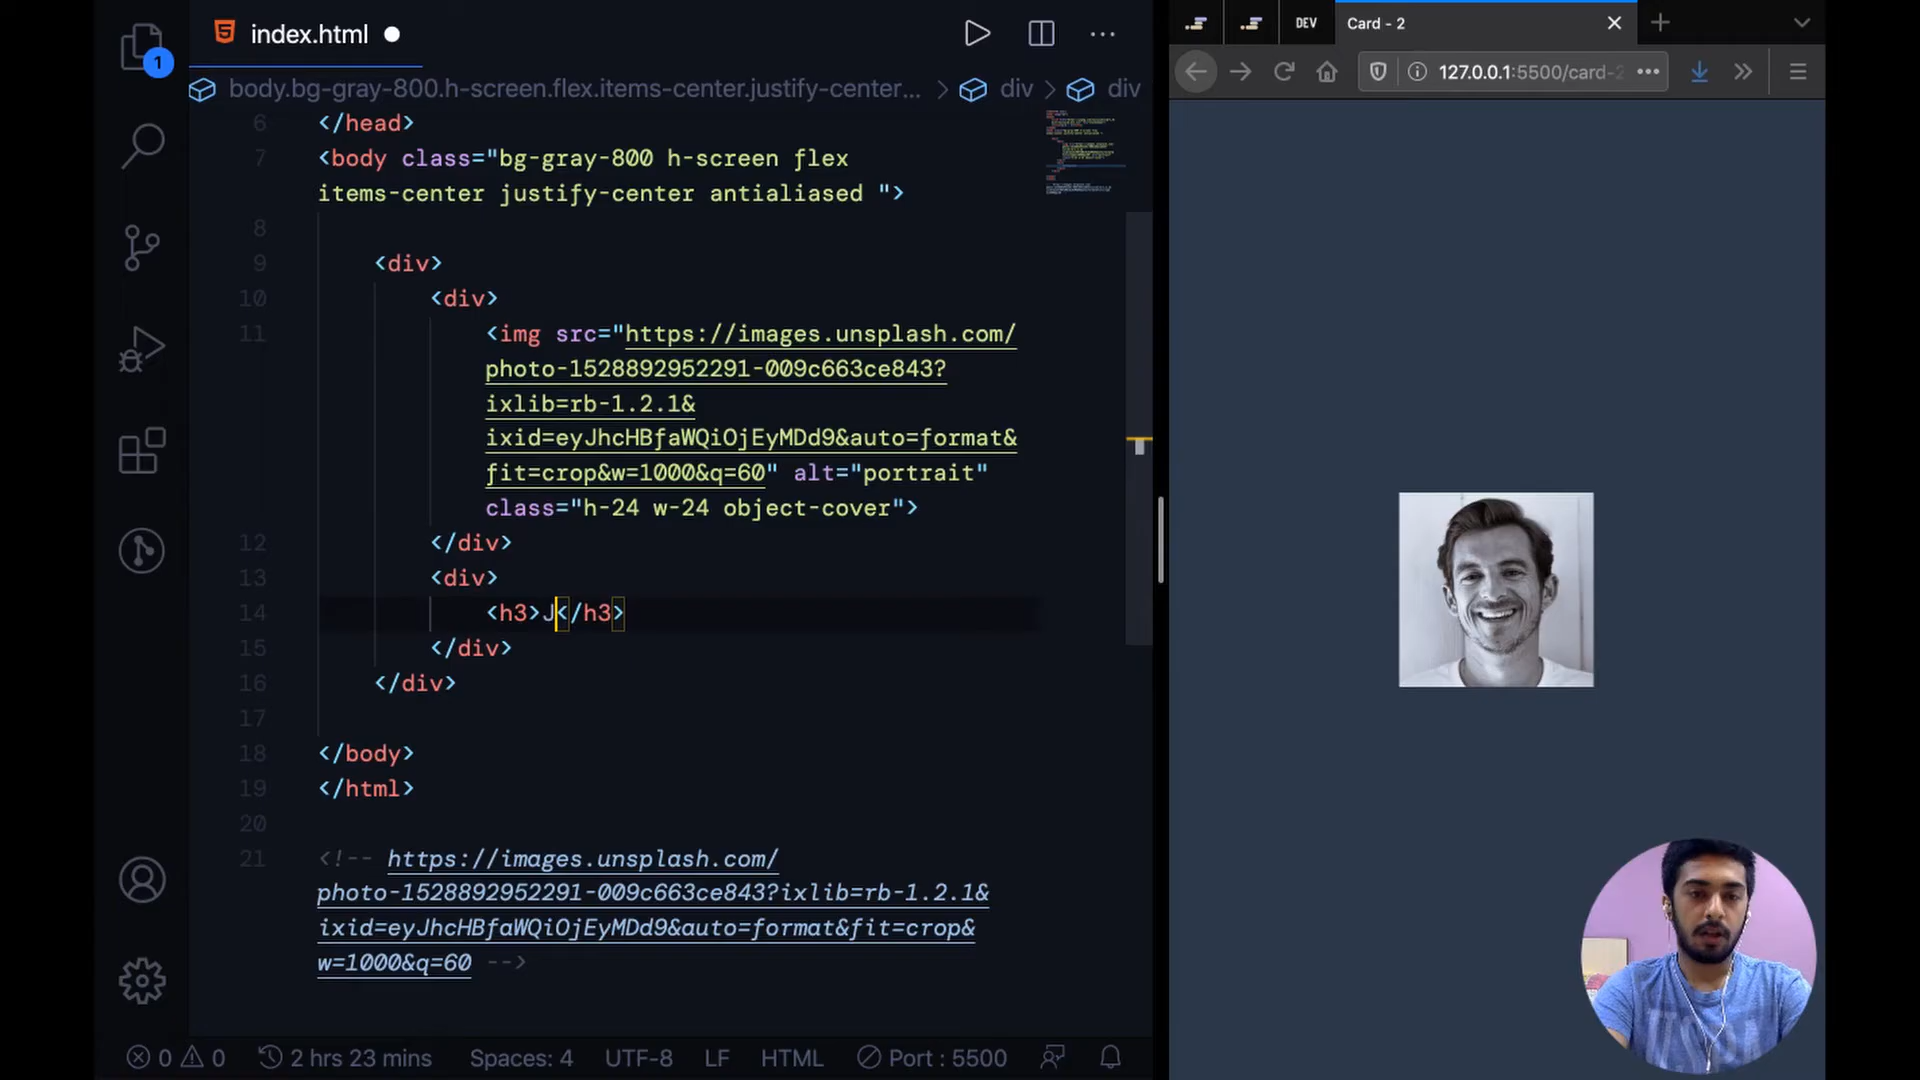 index.html
1
body.bg-gray-800.h-screen.flex.items-center.justify-center... > div > div
6 </head>
7 <body class="bg-gray-800 h-screen flex
items-center justify-center antialiased ">
8
9 <div>
10 <div>
11 <img src="https://images.unsplash.com/
photo-1528892952291-009c663ce843?
ixlib=rb-1.2.1&
ixid=eyJhcHBfaWQiOjEyMDd9&auto=format&
fit=crop&w=1000&q=60" alt="portrait"
class="h-24 w-24 object-cover">
12 </div>
13 <div>
14 <h3>J</h3>
15 </div>
16 </div>
17
18 </body>
19 </html>
20
21 <!-- https://images.unsplash.com/
photo-1528892952291-009c663ce843?ixlib=rb-1.2.1&
ixid=eyJhcHBfaWQiOjEyMDd9&auto=format&fit=crop&
w=1000&q=60 -->
0 0 2 hrs 23 mins Spaces: 4 UTF-8 LF HTML Port : 5500
DEV Card - 2
127.0.0.1:5500/card-2